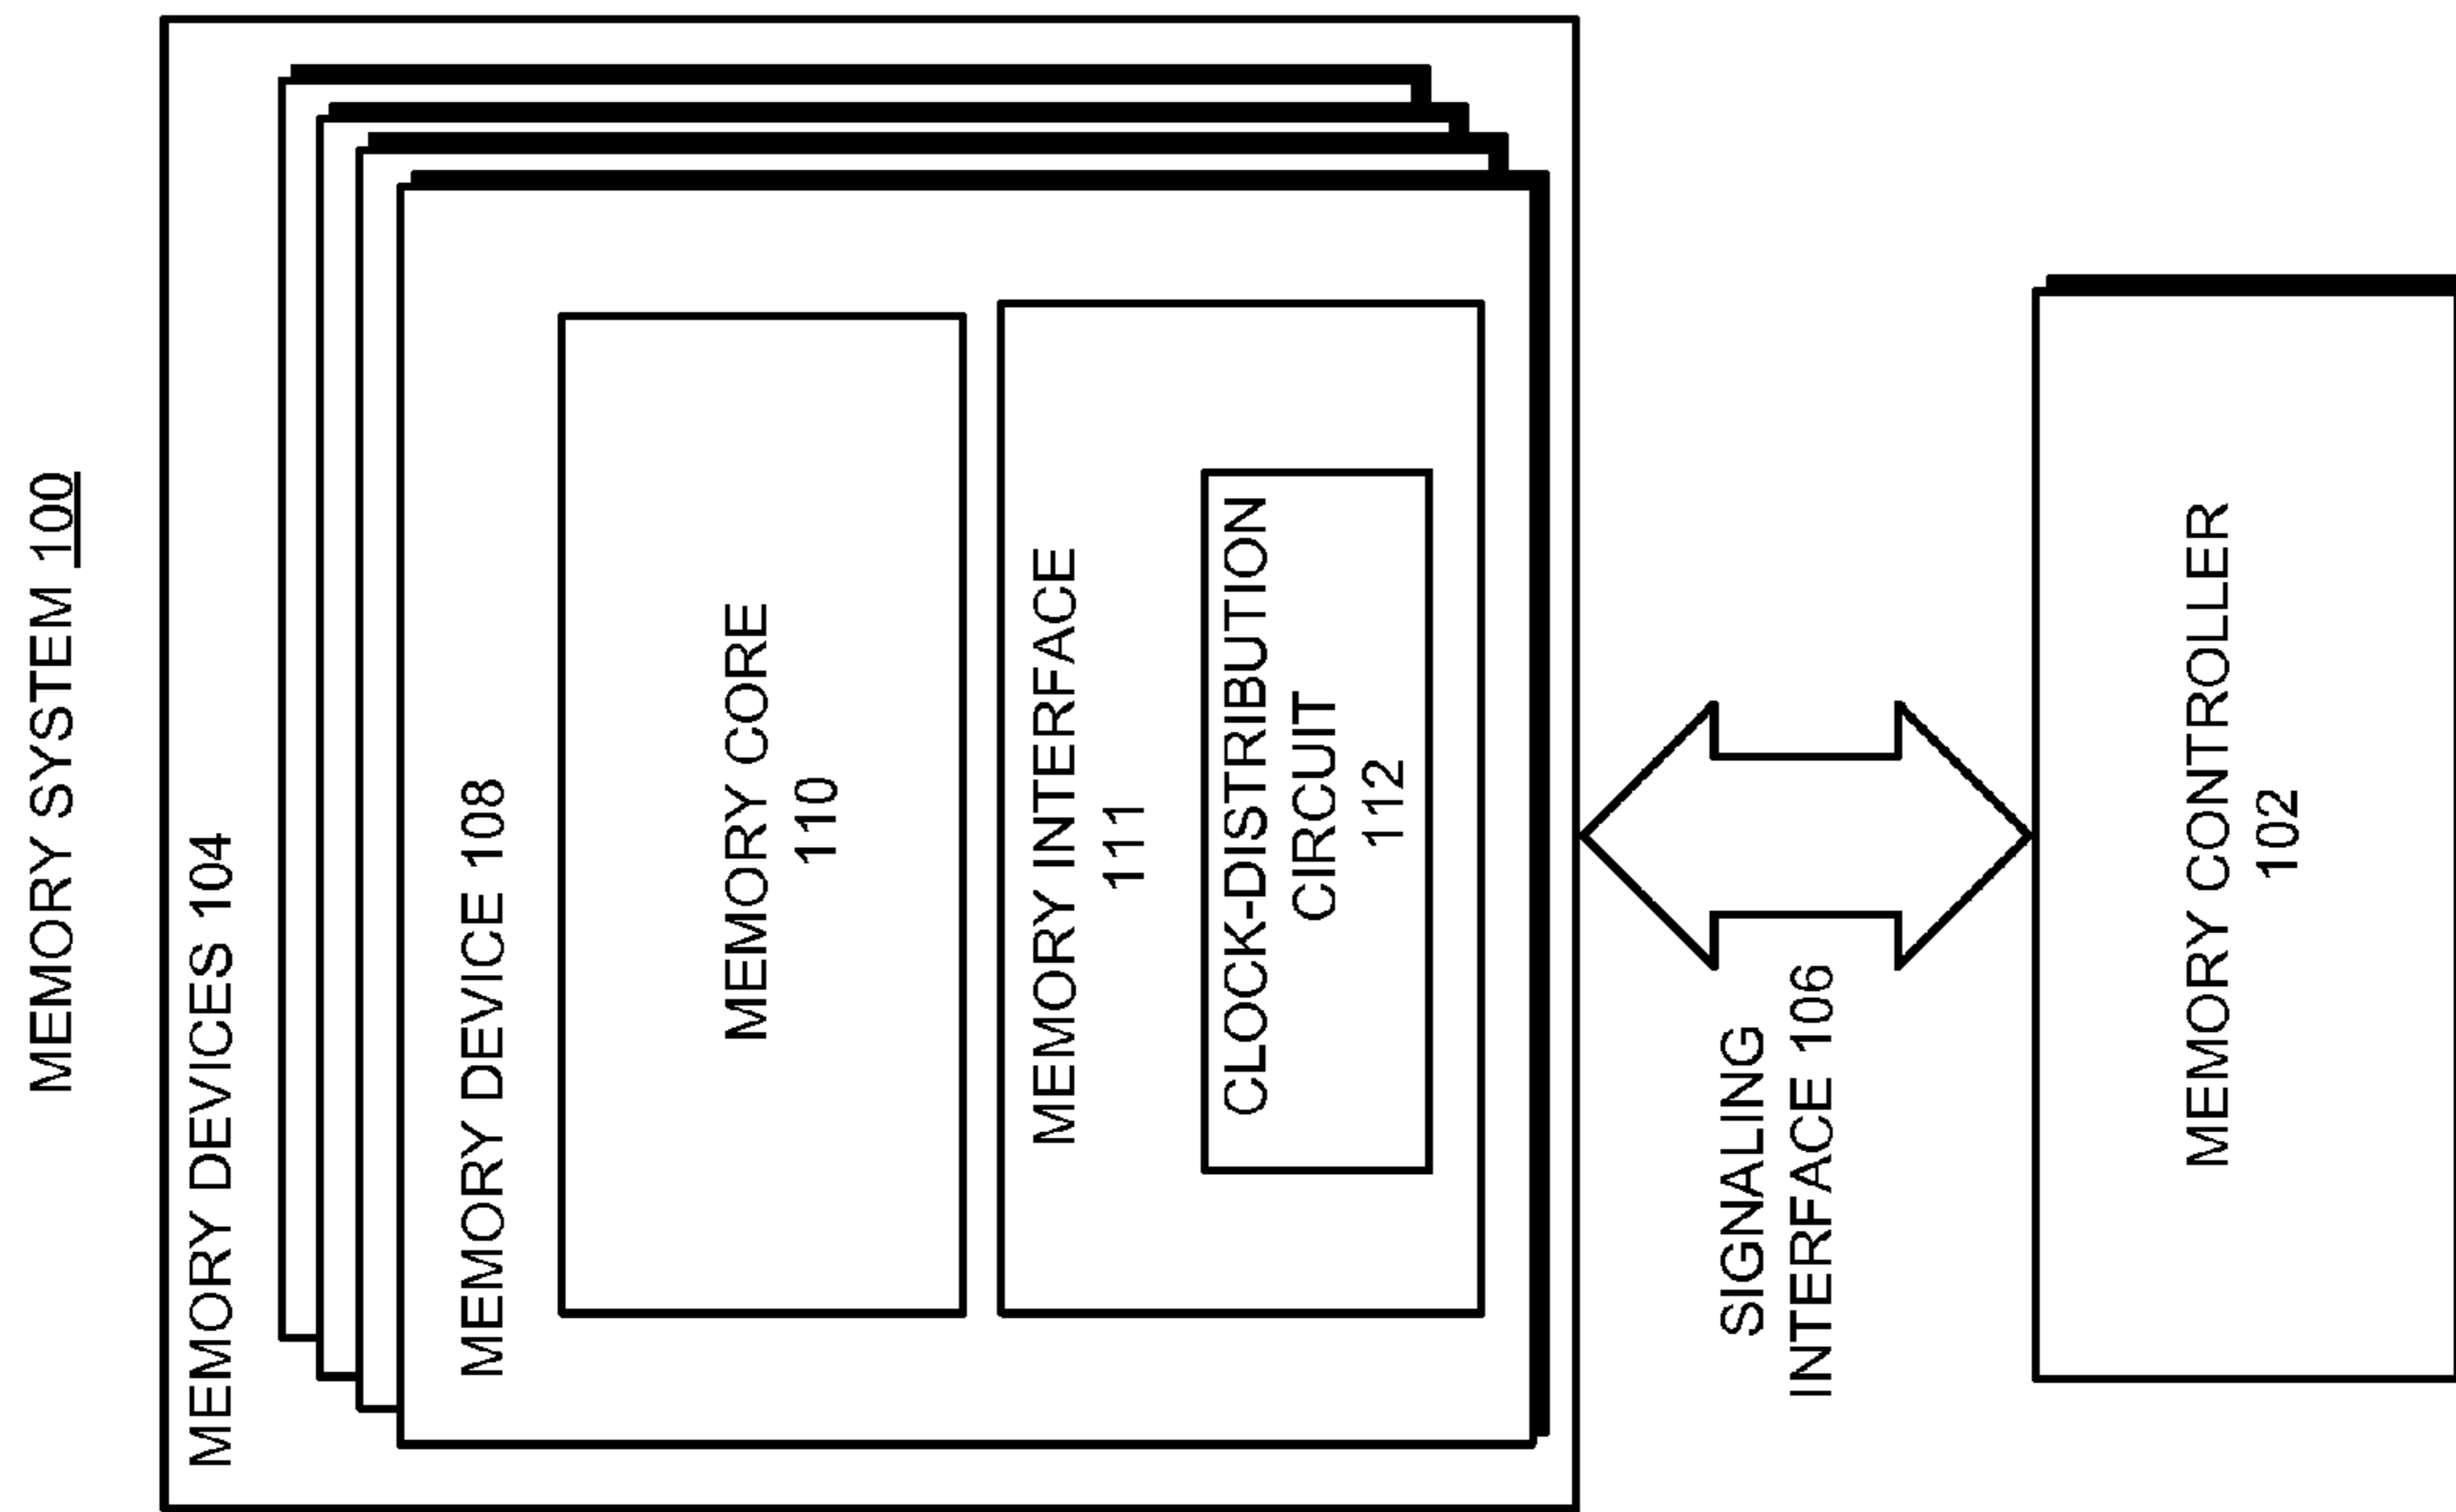 MEMORY SYSTEM 100
MEMORY DEVICES 104
MEMORY DEVICE 108
MEMORY CORE
110
MEMORY INTERFACE
111
CLOCK-DISTRIBUTION
CIRCUIT
112
SIGNALING
INTERFACE 106
MEMORY CONTROLLER
102